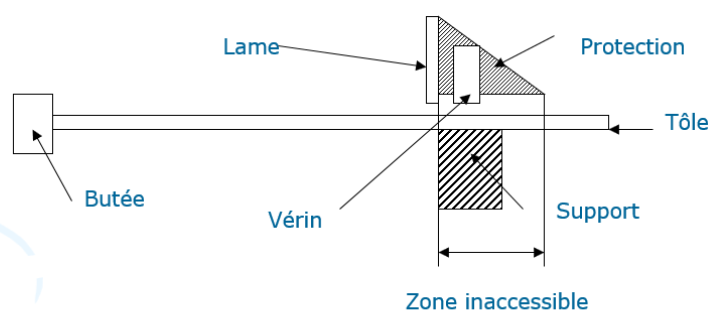 Lame
Protection
Tôle
Butée
Vérin
Support
Zone inaccessible